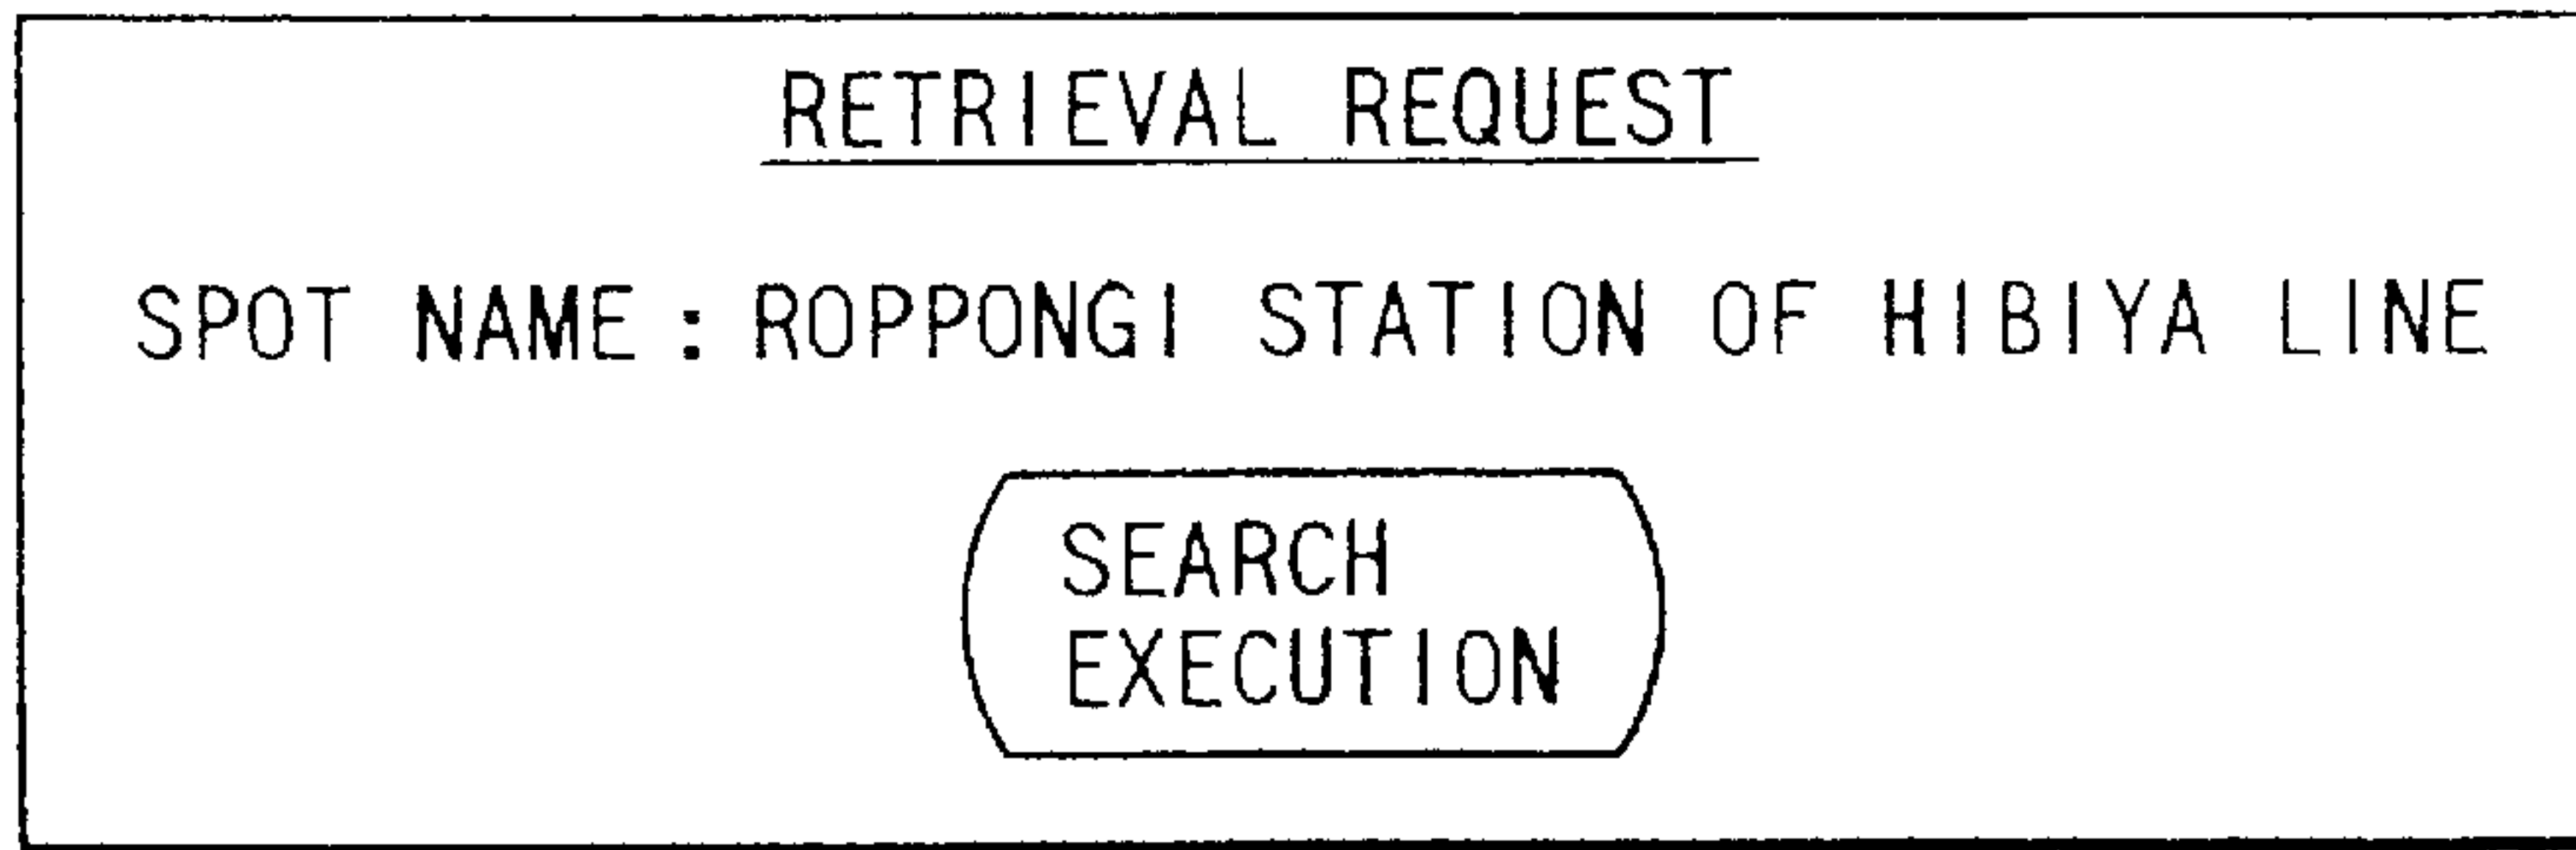 RETRIEVAL REQUEST
SPOT NAME : ROPPONGI STATION OF HIBIYA LINE
SEARCH
EXECUTION